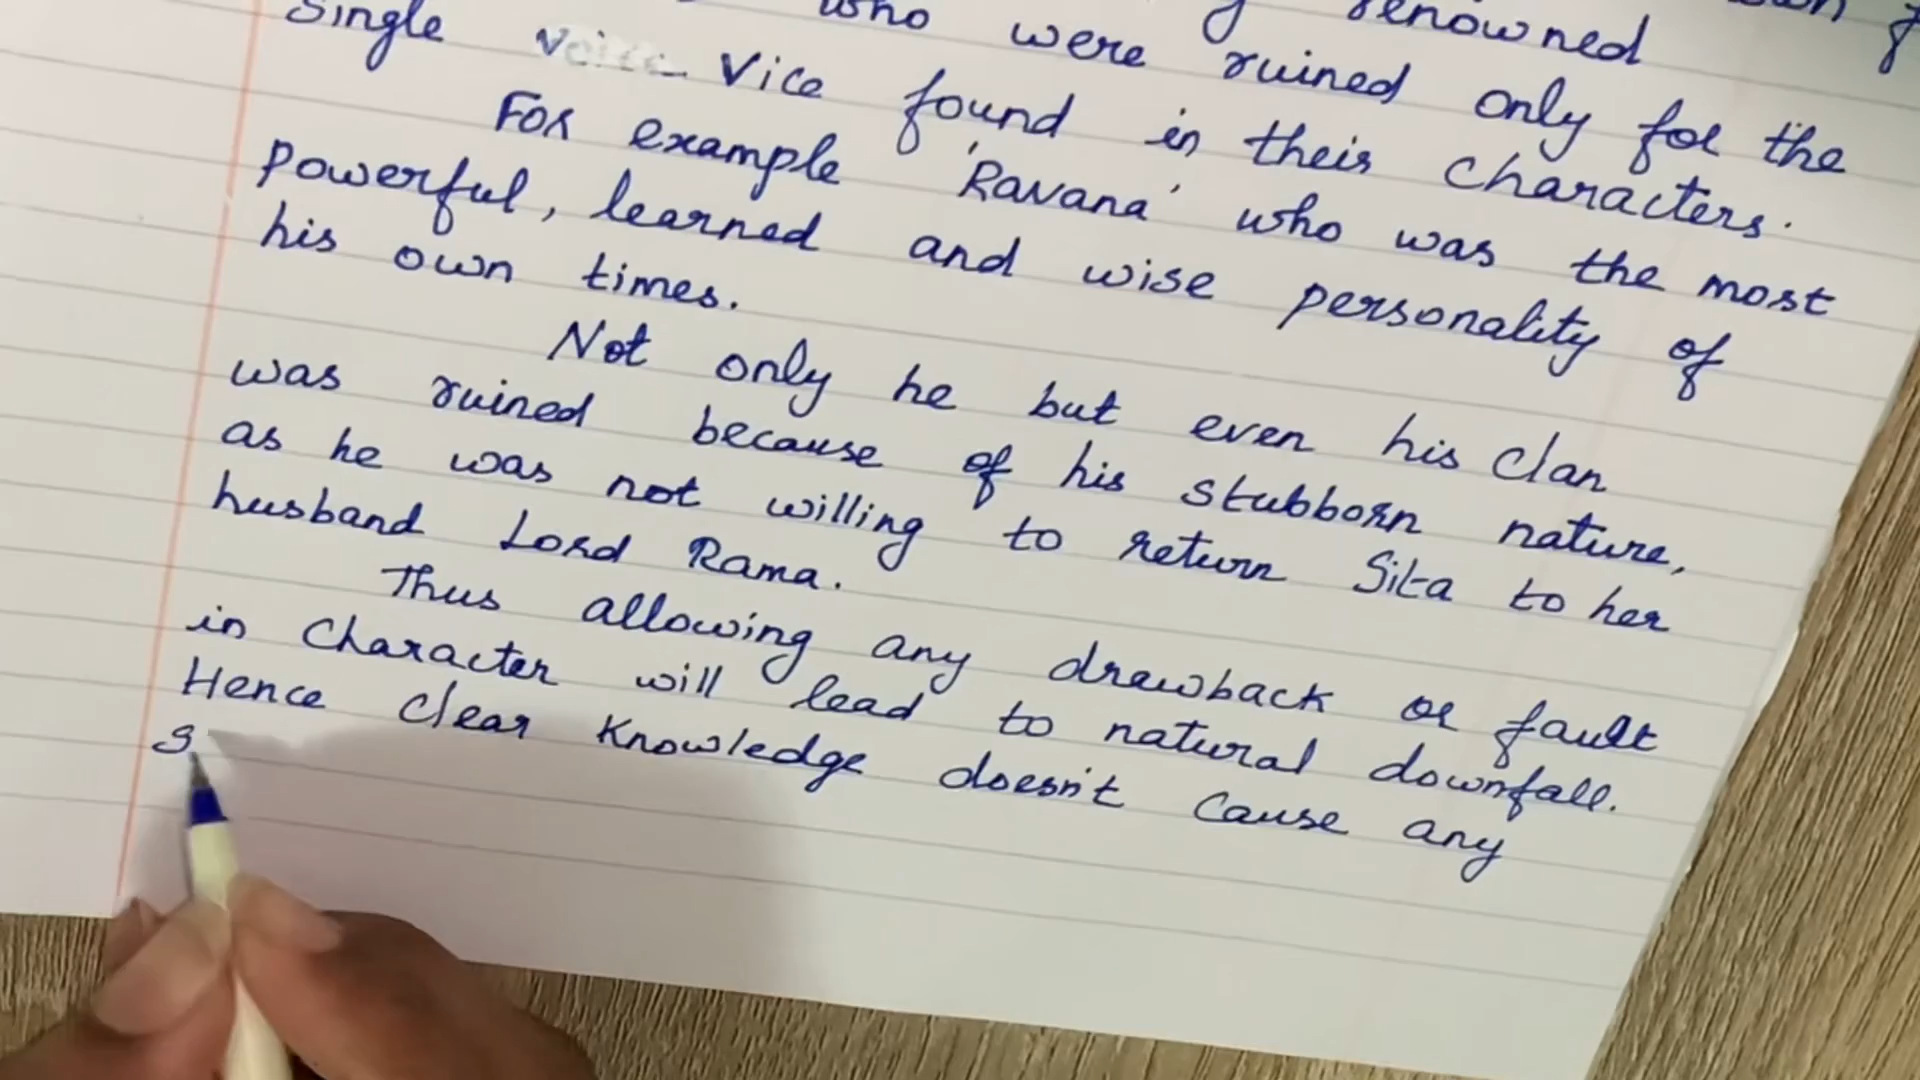 who were renowned
Single Vice found in their characters.
who were ruined only for the
For example 'Ravana' who was the most
powerful, learned and wise personality of
his own times.
Not only he but even his clan
was ruined because of his stubborn nature,
as he was not willing to return Sita to her
husband Lord Rama.
Thus allowing any drawback or fault
in Character will lead to natural downfall.
Hence clear Knowledge doesn't cause any
s